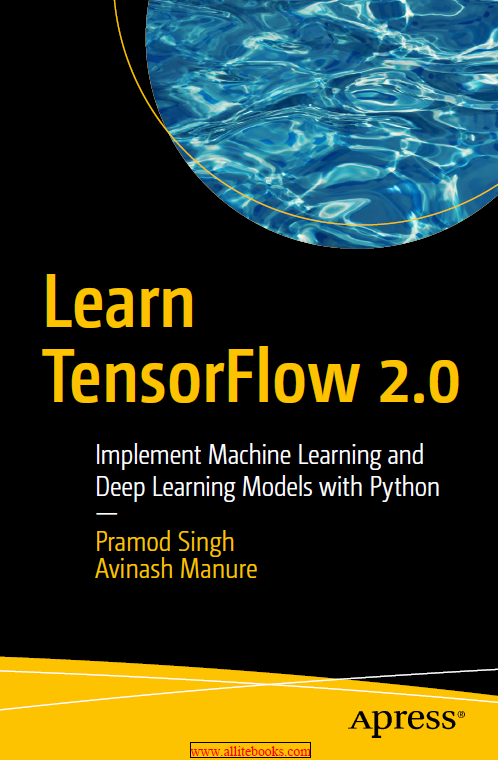 Learn
TensorFlow 2.0
Implement Machine Learning and
Deep Learning Models with Python
—
Pramod Singh
Avinash Manure
Apress®
www.allitebooks.com